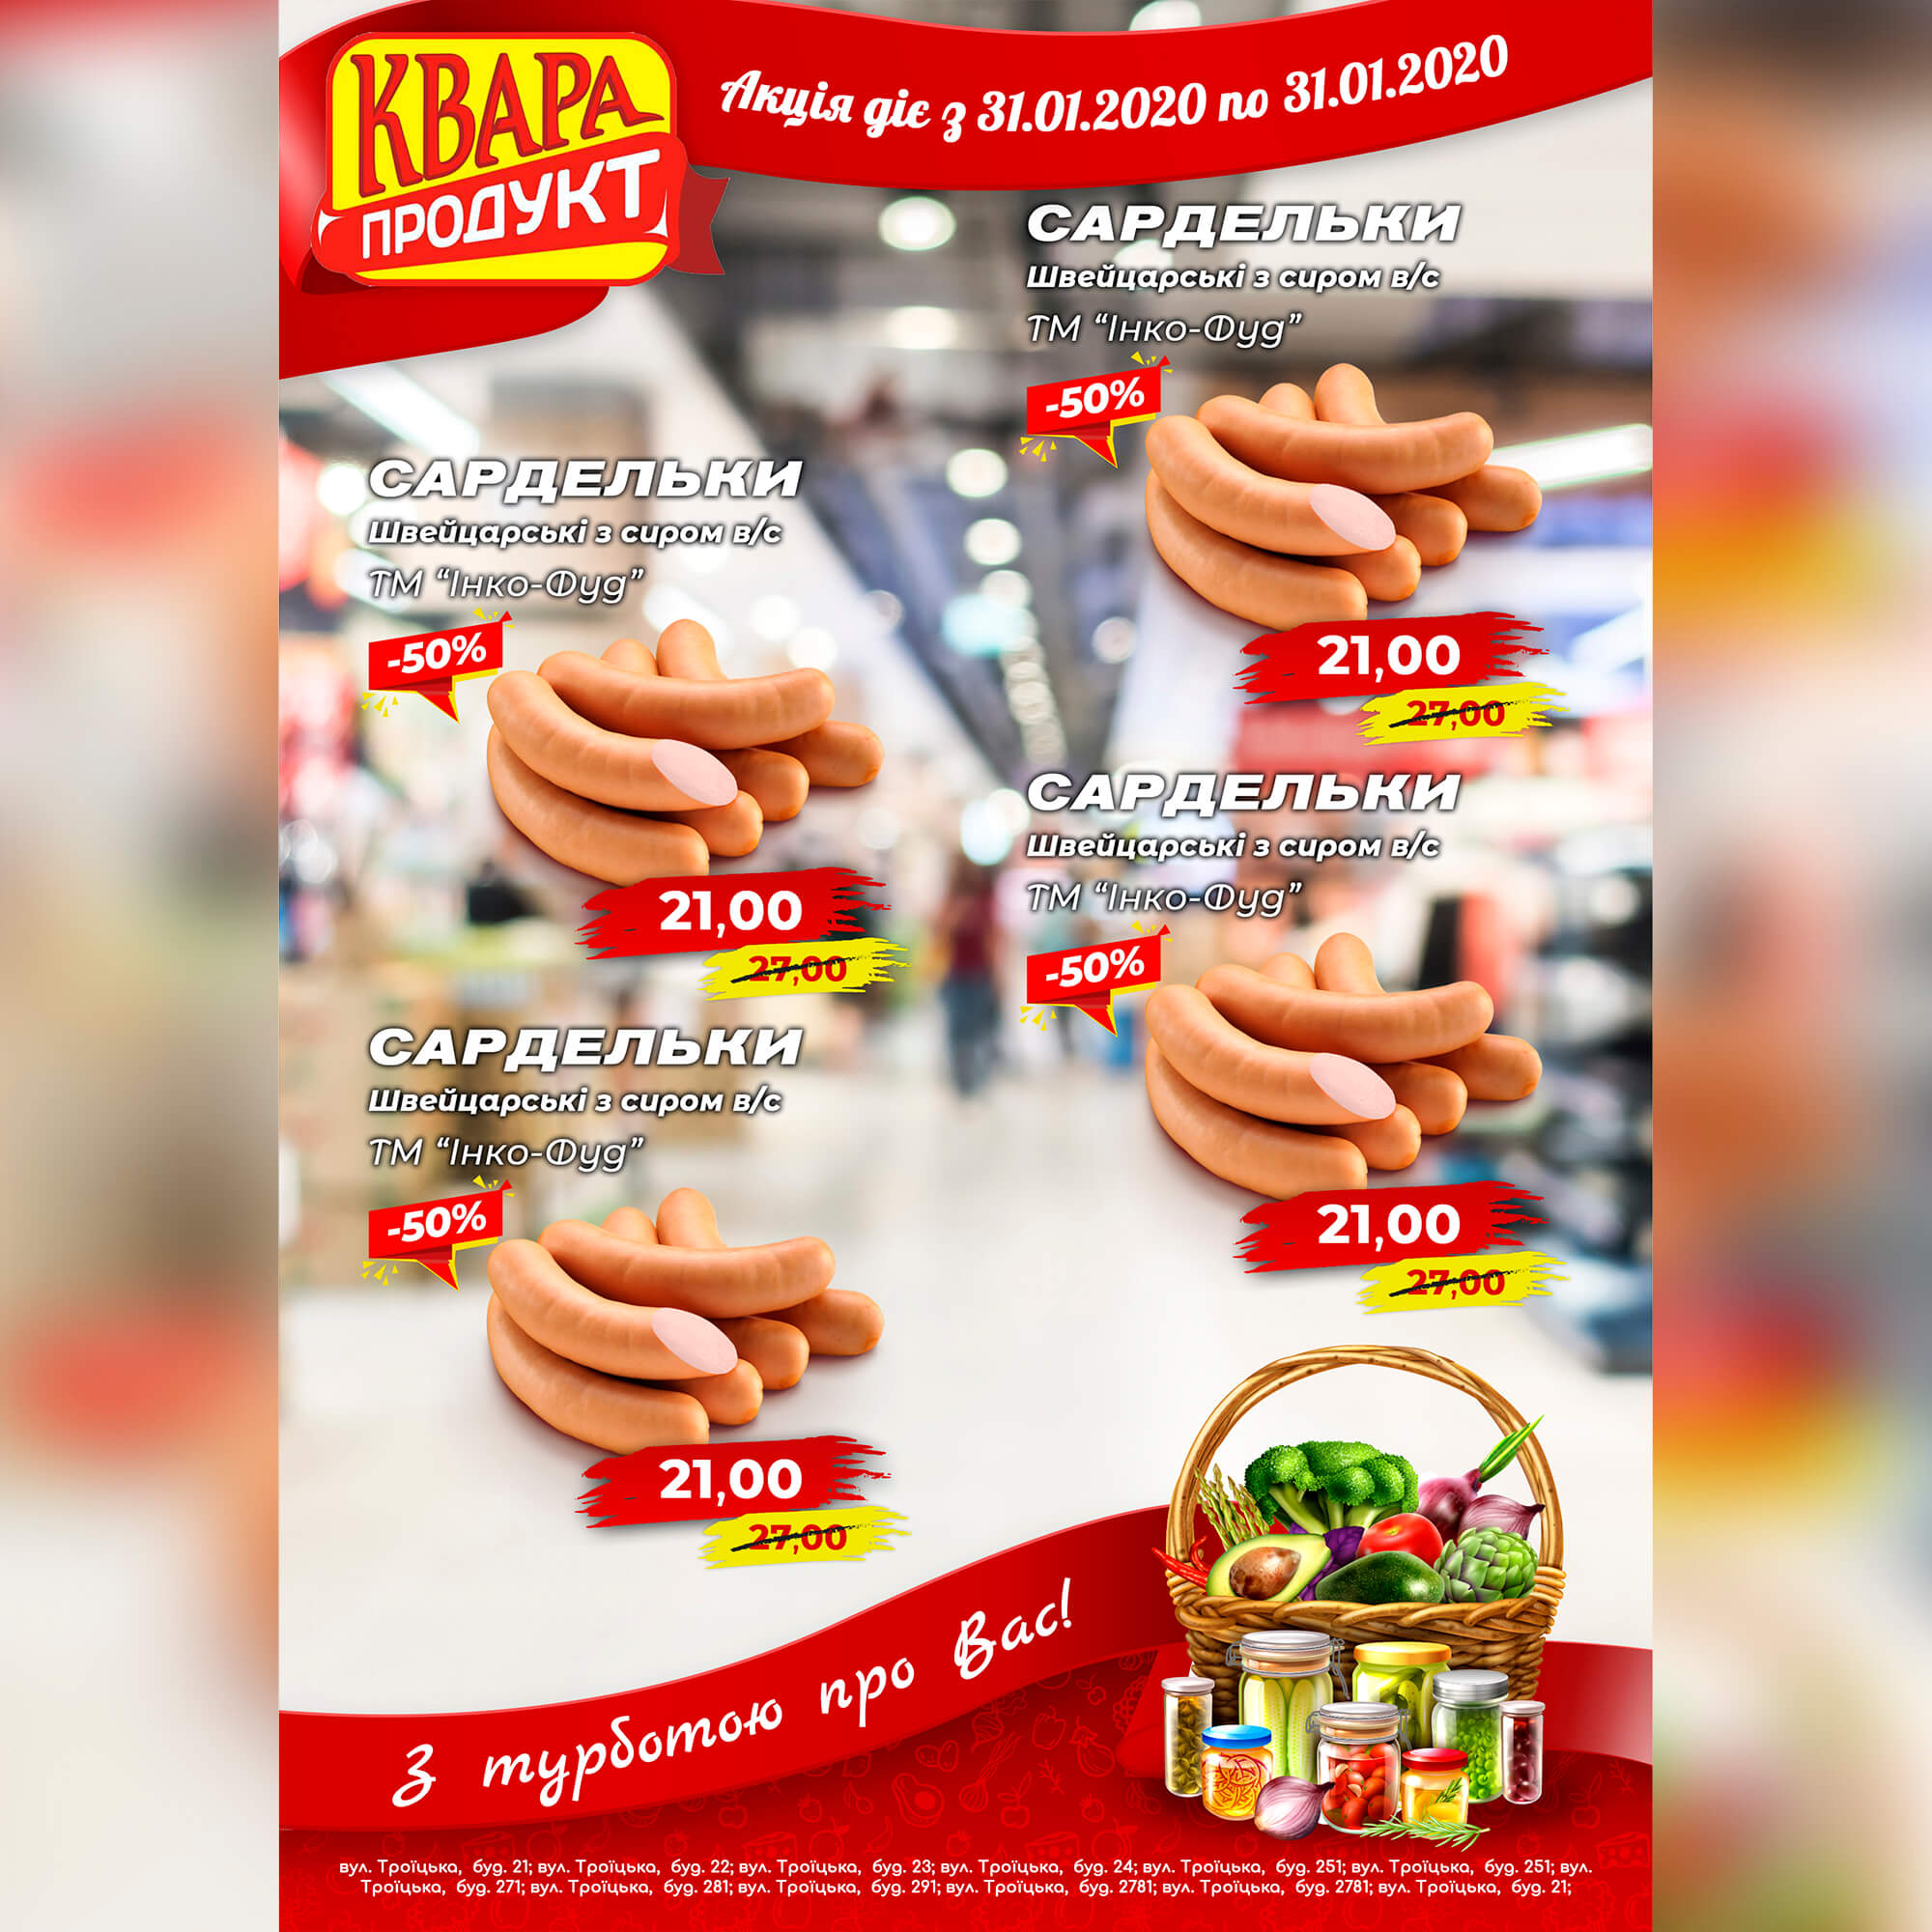 КВАРА
ПРОДУКТ
Акція діє з 31.01.2020 по 31.01.2020
САРДЕЛЬКИ
Швейцарські з сиром в/с
ТМ “Інко-Фуд”
-50%
21,00
27,00
САРДЕЛЬКИ
Швейцарські з сиром в/с
ТМ “Інко-Фуд”
-50%
21,00
27,00
САРДЕЛЬКИ
Швейцарські з сиром в/с
ТМ “Інко-Фуд”
-50%
21,00
27,00
САРДЕЛЬКИ
Швейцарські з сиром в/с
ТМ “Інко-Фуд”
-50%
21,00
27,00
З турботою про Вас!
вул. Троїцька, буд. 21; вул. Троїцька, буд. 22; вул. Троїцька, буд. 23; вул. Троїцька, буд. 24; вул. Троїцька, буд. 251; вул. Троїцька, буд. 251; вул.
Троїцька, буд. 271; вул. Троїцька, буд. 281; вул. Троїцька, буд. 291; вул. Троїцька, буд. 2781; вул. Троїцька, буд. 2781; вул. Троїцька, буд. 21;